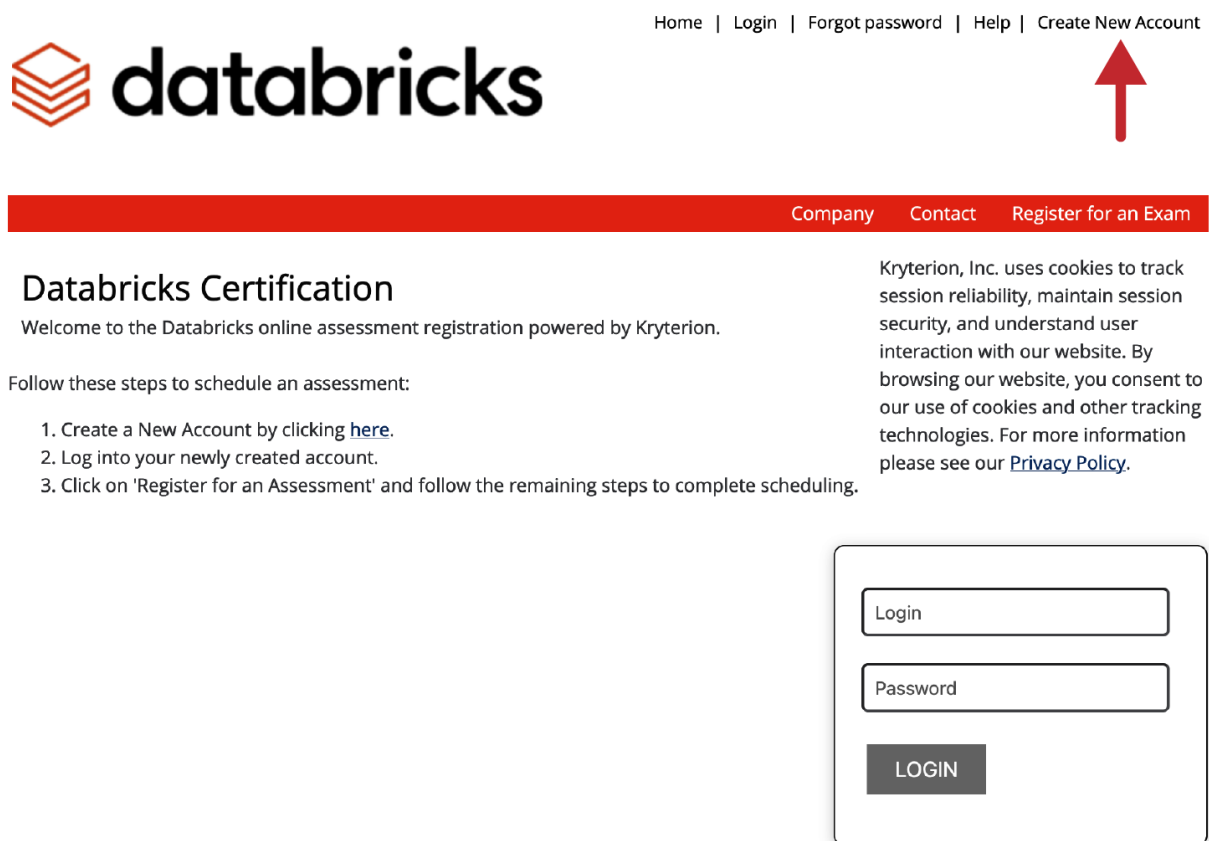 Home | Login | Forgot password | Help | Create New Account
databricks
Company Contact Register for an Exam
Databricks Certification
Welcome to the Databricks online assessment registration powered by Kryterion.
Follow these steps to schedule an assessment:
1. Create a New Account by clicking here.
2. Log into your newly created account.
3. Click on 'Register for an Assessment' and follow the remaining steps to complete scheduling.
Kryterion, Inc. uses cookies to track
session reliability, maintain session
security, and understand user
interaction with our website. By
browsing our website, you consent to
our use of cookies and other tracking
technologies. For more information
please see our Privacy Policy.
Login
Password
LOGIN